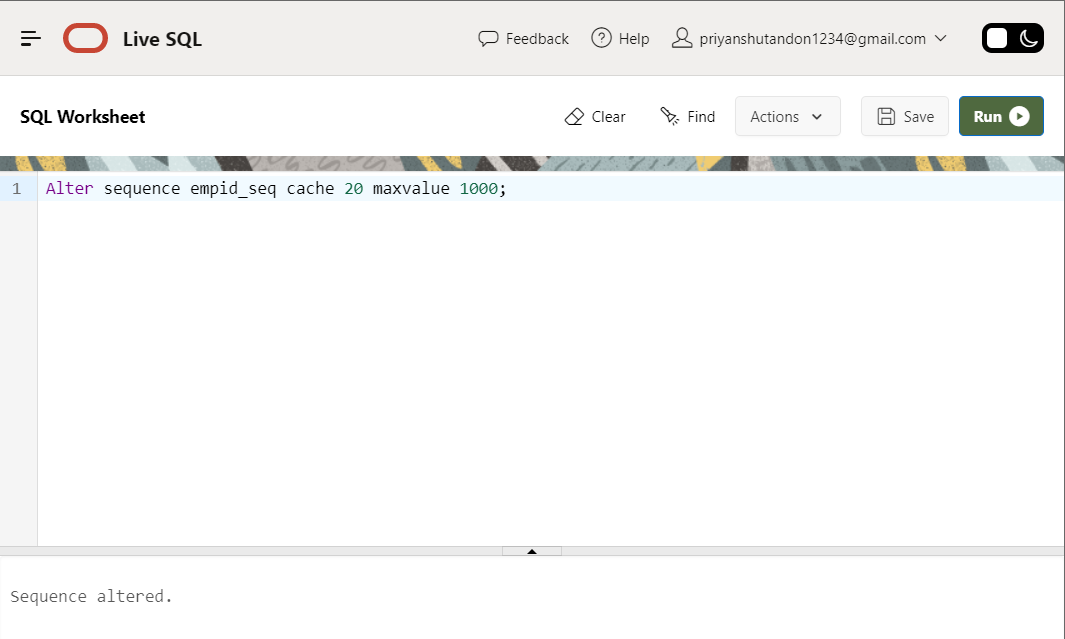 Live SQL Feedback Help priyanshutandon1234@gmail.com
SQL Worksheet Clear Find Actions Save Run
1 Alter sequence empid_seq cache 20 maxvalue 1000;
Sequence altered.